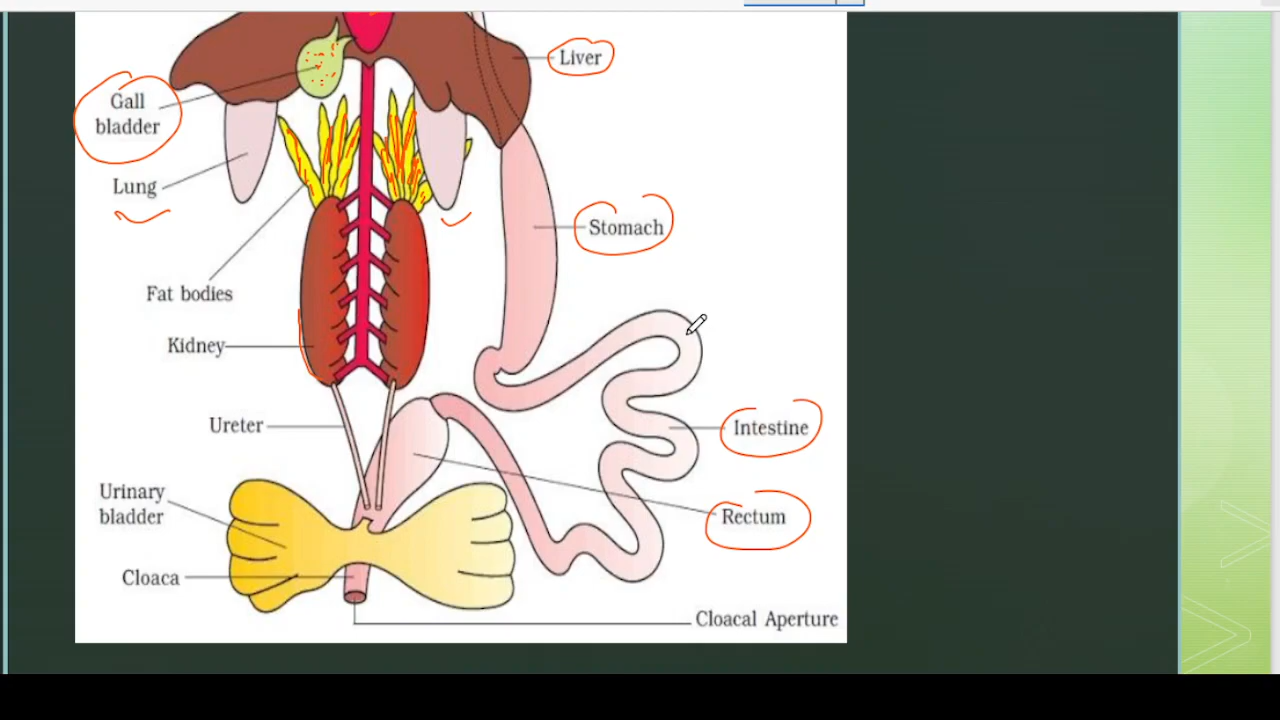 Liver
Gall
bladder
Lung
Stomach
Fat bodies
Kidney
Ureter
Intestine
Urinary
bladder
Rectum
Cloaca
Cloacal Aperture